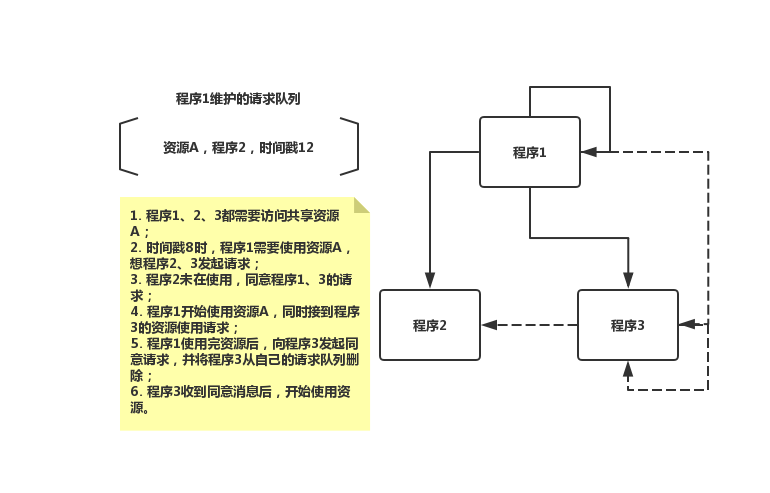 程序1维护的请求队列
资源A，程序2，时间戳12
1. 程序1、2、3都需要访问共享资源
A；
2. 时间戳8时，程序1需要使用资源A，
想程序2、3发起请求；
3. 程序2未在使用，同意程序1、3的请
求；
4. 程序1开始使用资源A，同时接到程序
3的资源使用请求；
5. 程序1使用完资源后，向程序3发起同
意请求，并将程序3从自己的请求队列删
除；
6. 程序3收到同意消息后，开始使用资
源。
程序1
程序2
程序3